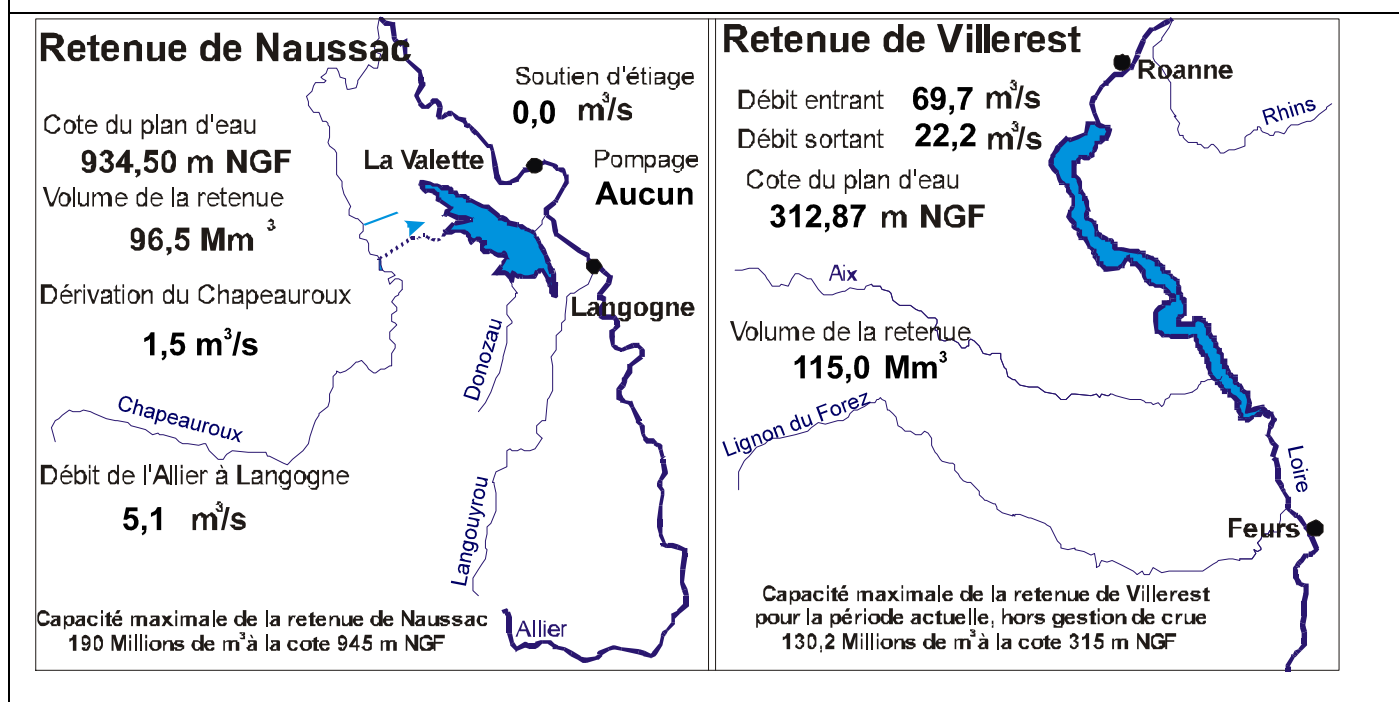 Retenue de Naussac
Soutien d'étiage
0,0 m³/s
Cote du plan d'eau
934,50 m NGF
La Valette
Pompage
Aucun
Volume de la retenue
96,5 Mm³
Dérivation du Chapeauroux
1,5 m³/s
Langogne
Donozau
Chapeauroux
Débit de l'Allier à Langogne
5,1 m³/s
Langouyrou
Capacité maximale de la retenue de Naussac
190 Millions de m³ à la cote 945 m NGF
Allier
Retenue de Villerest
Roanne
Débit entrant 69,7 m³/s
Débit sortant 22,2 m³/s
Rhins
Cote du plan d'eau
312,87 m NGF
Aix
Volume de la retenue
115,0 Mm³
Lignon du Forez
Loire
Feurs
Capacité maximale de la retenue de Villerest
pour la période actuelle, hors gestion de crue
130,2 Millions de m³ à la cote 315 m NGF